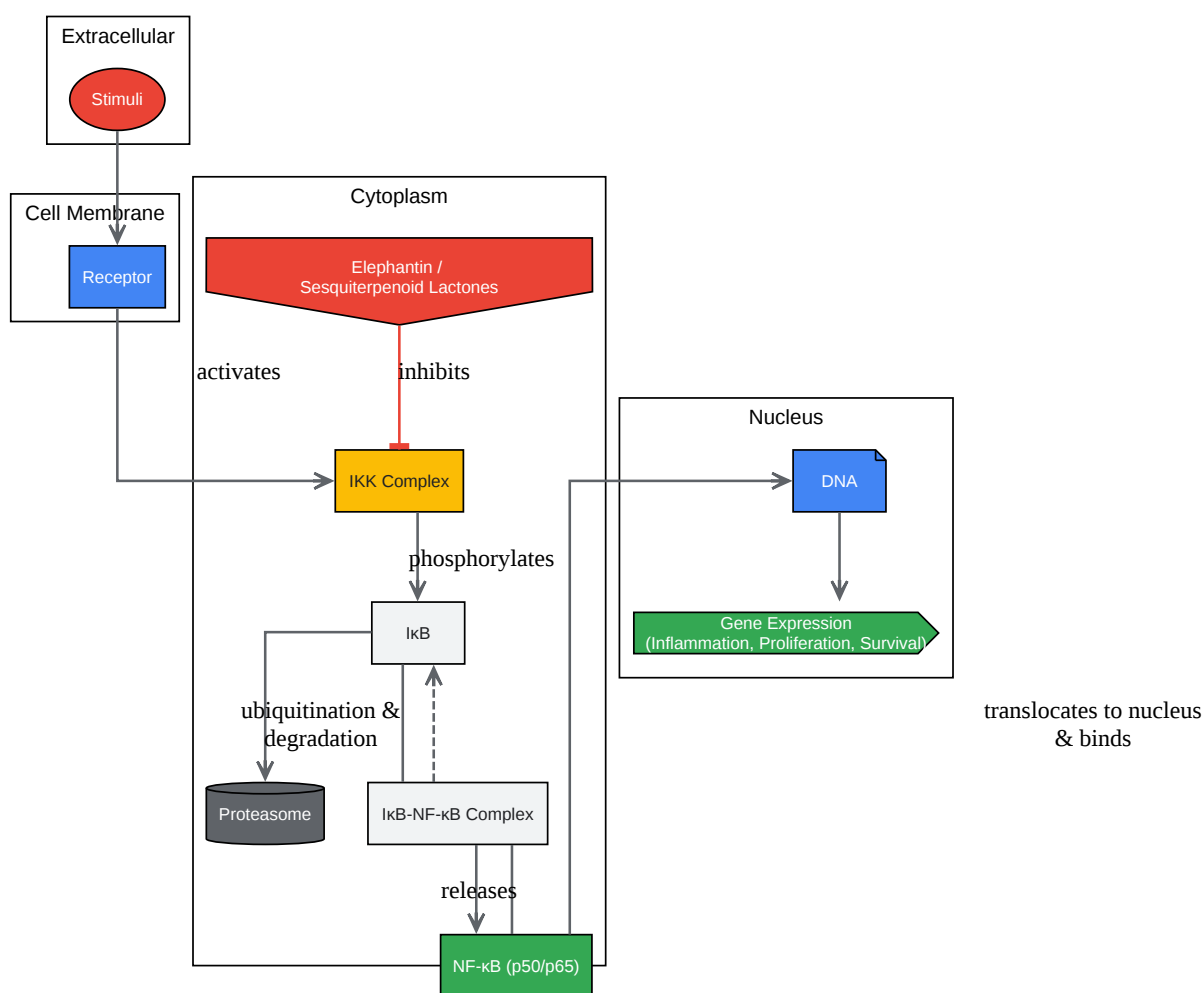 Extracellular
Stimuli
Cell Membrane
Receptor
Cytoplasm
Elephantin /
Sesquiterpenoid Lactones
activates
inhibits
IKK Complex
phosphorylates
IκB
ubiquitination &
degradation
Proteasome
IκB-NF-κB Complex
releases
NF-κB (p50/p65)
Nucleus
DNA
Gene Expression
(Inflammation, Proliferation, Survival)
translocates to nucleus
& binds